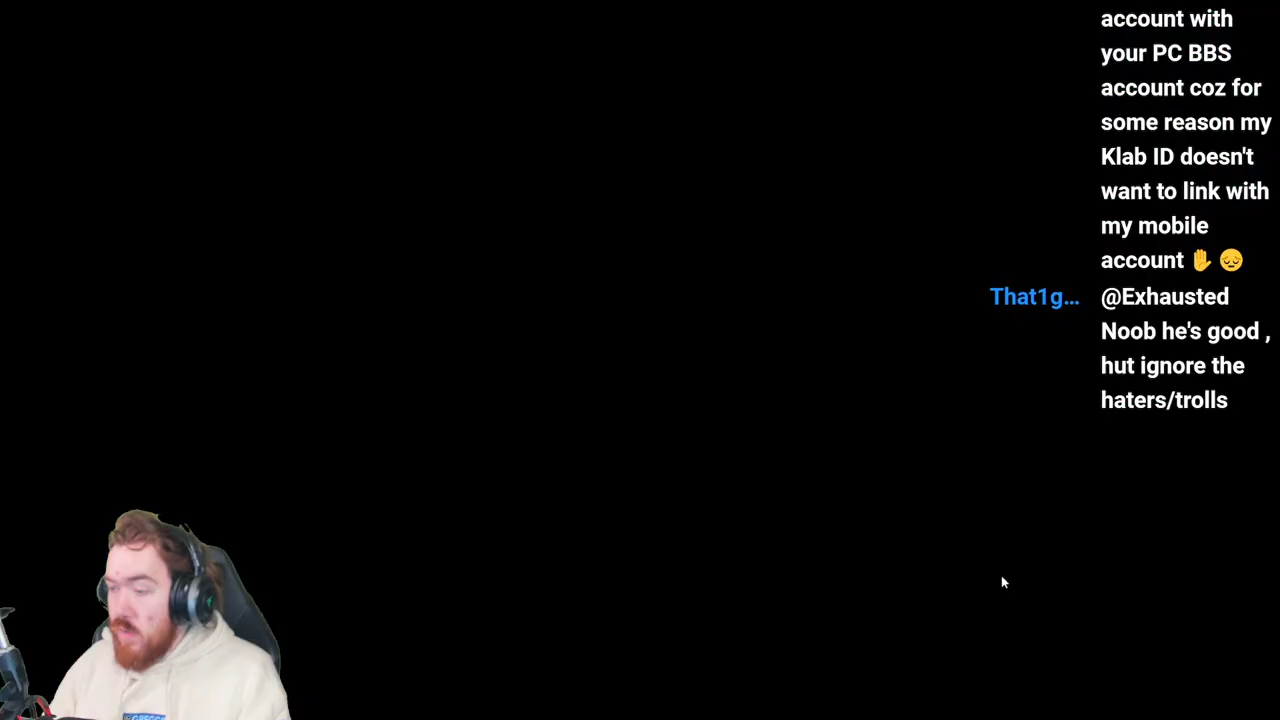 account with
your PC BBS
account coz for
some reason my
Klab ID doesn't
want to link with
my mobile
account ✋ 😔
That1g… @Exhausted
Noob he's good ,
hut ignore the
haters/trolls